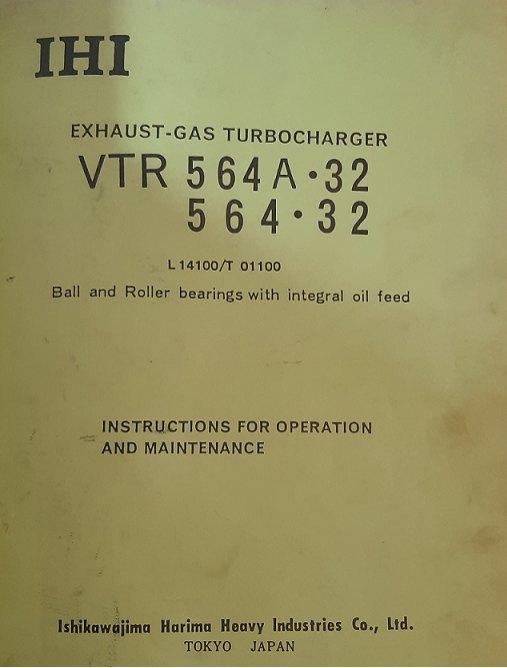 IHI
EXHAUST-GAS TURBOCHARGER
VTR 564A·32
564·32
L14100/T 01100
Ball and Roller bearings with integral oil feed
INSTRUCTIONS FOR OPERATION
AND MAINTENANCE
Ishikawajima Harima Heavy Industries Co., Ltd.
TOKYO JAPAN